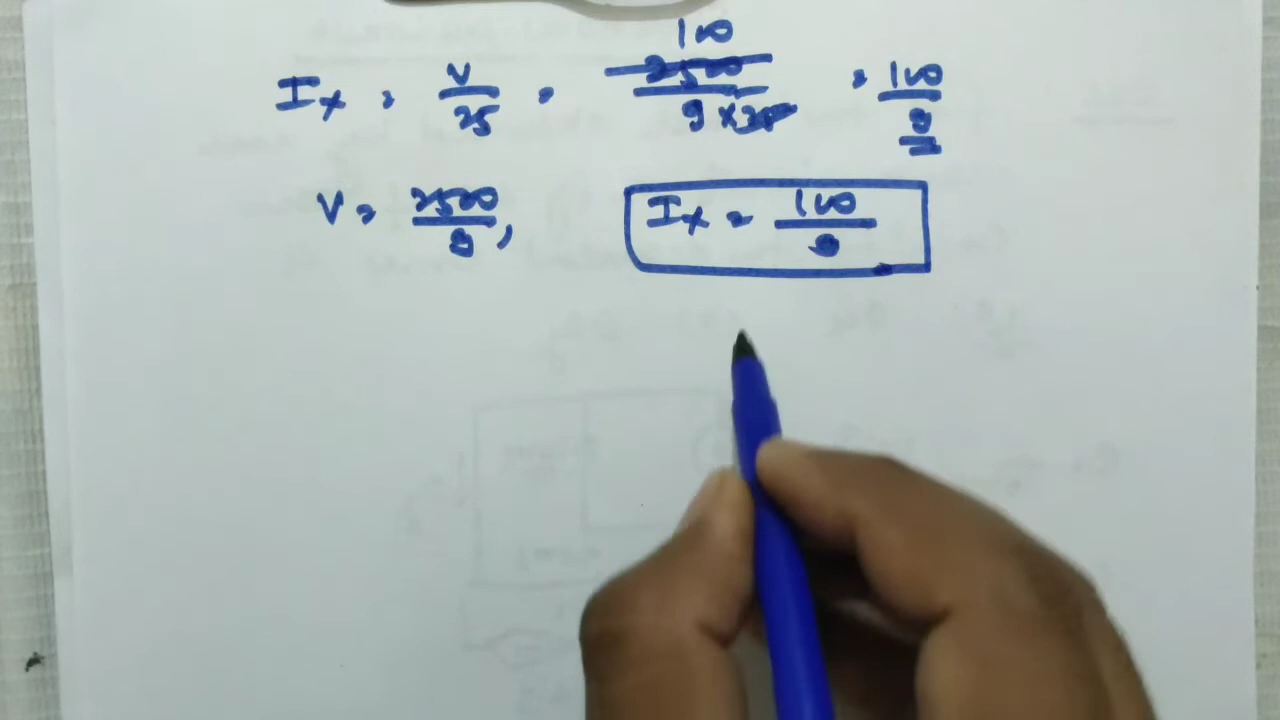 Ix = V/25 = 2500/9×25 100 = 100/9
V = 2500/9, Ix = 100/9